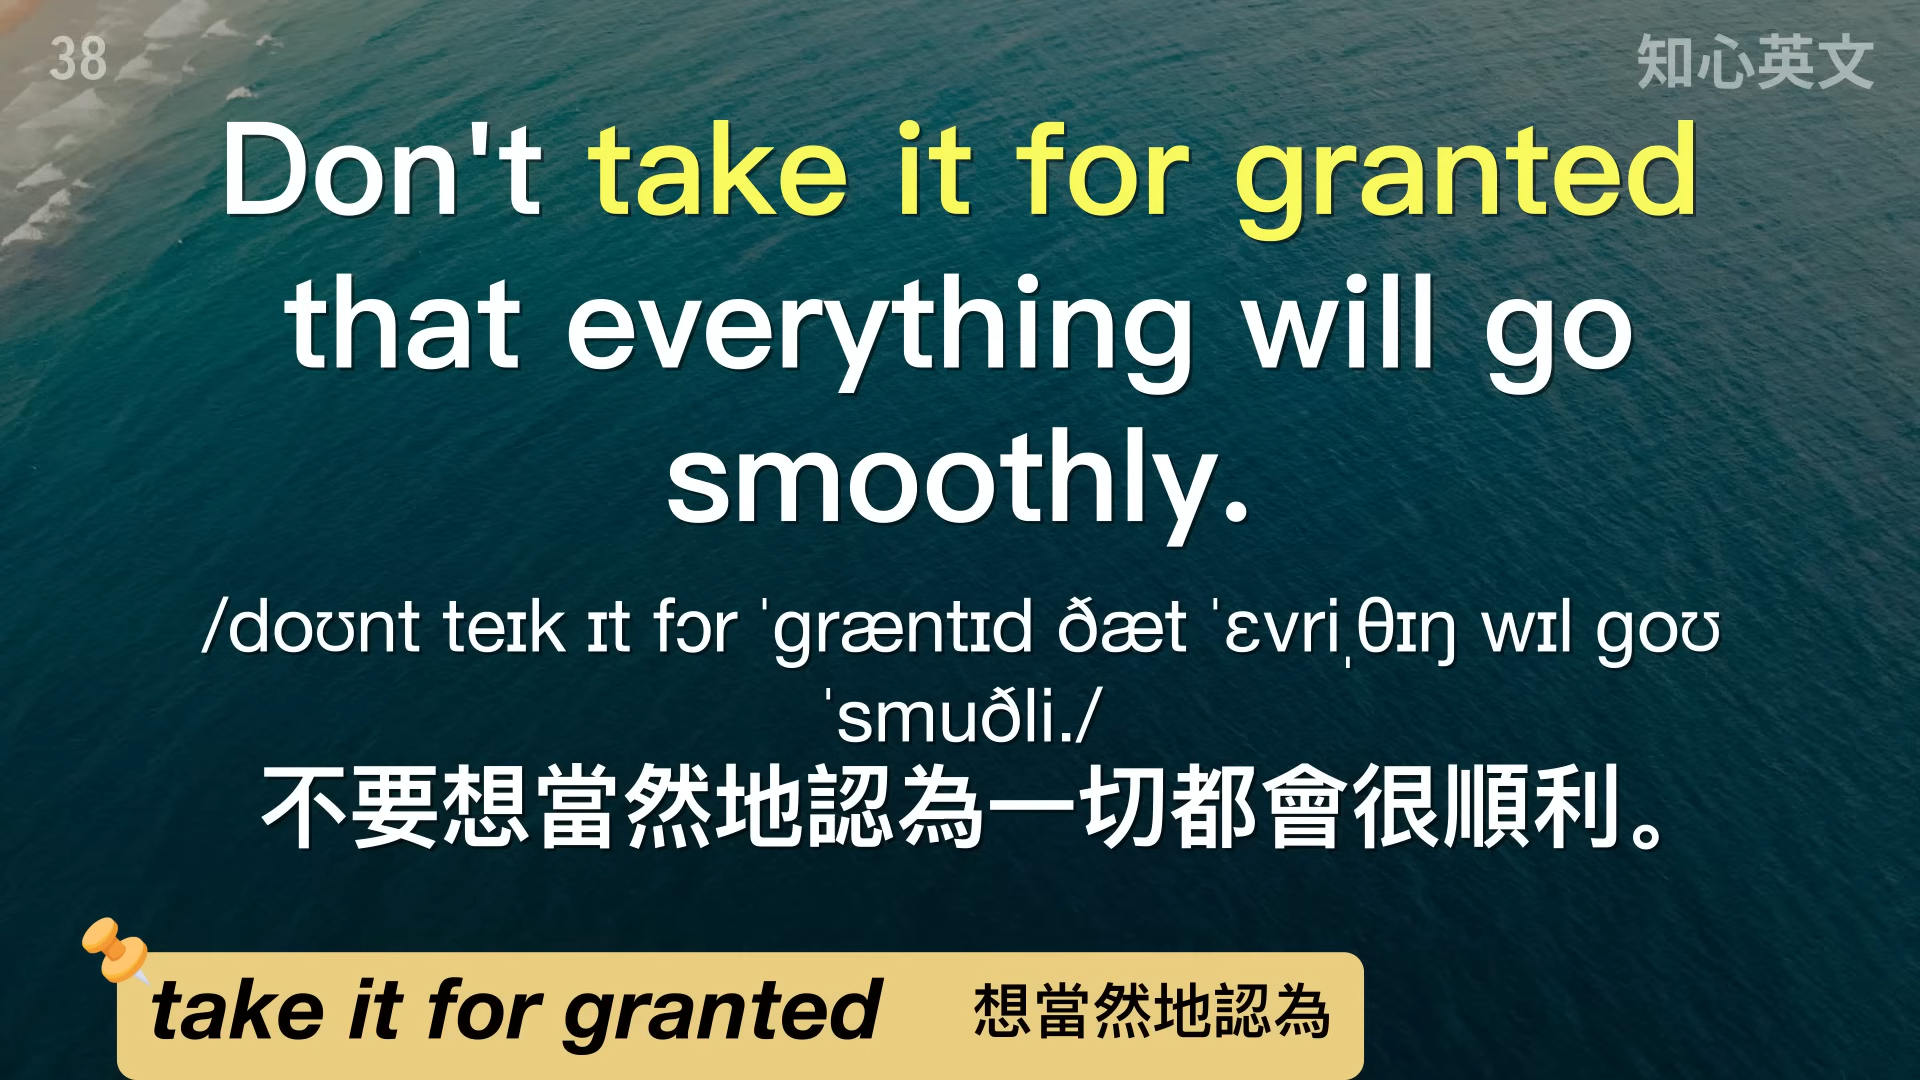 38
知心英文
Don't take it for granted
that everything will go
smoothly.
/doʊnt teɪk ɪt fɔr ˈɡræntɪd ðæt ˈɛvriˌθɪŋ wɪl ɡoʊ
ˈsmuðli./
不要想當然地認為一切都會很順利。
take it for granted 想當然地認為